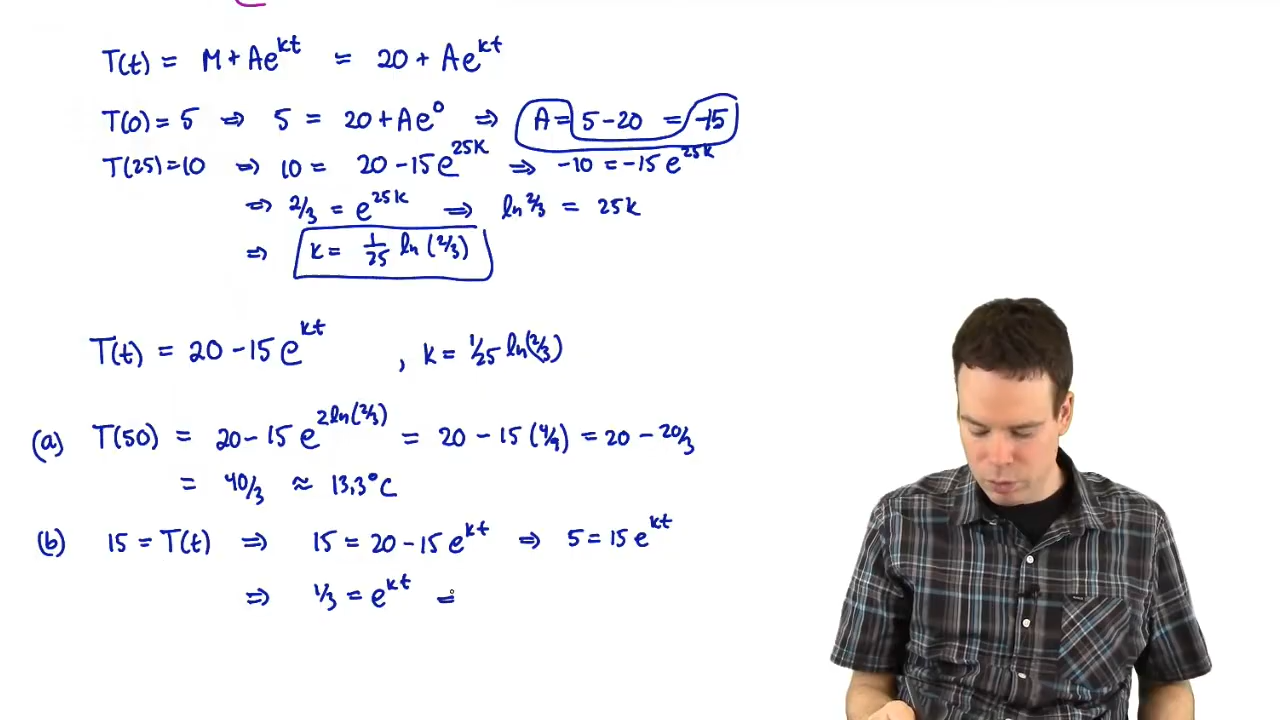 T(t) = M + Ae^{kt} = 20 + Ae^{kt}
T(0) = 5 ⇒ 5 = 20 + Ae^0 ⇒ A = 5 - 20 = -15
T(25) = 10 ⇒ 10 = 20 - 15e^{25k} ⇒ -10 = -15e^{25k}
⇒ 2/3 = e^{25k} ⇒ ln 2/3 = 25k
⇒ k = 1/25 ln(2/3)
T(t) = 20 - 15e^{kt} , k = 1/25 ln(2/3)
(a) T(50) = 20 - 15e^{2ln(2/3)} = 20 - 15(4/9) = 20 - 20/3
= 40/3 ≈ 13.3°C
(b) 15 = T(t) ⇒ 15 = 20 - 15e^{kt} ⇒ 5 = 15e^{kt}
⇒ 1/3 = e^{kt} =